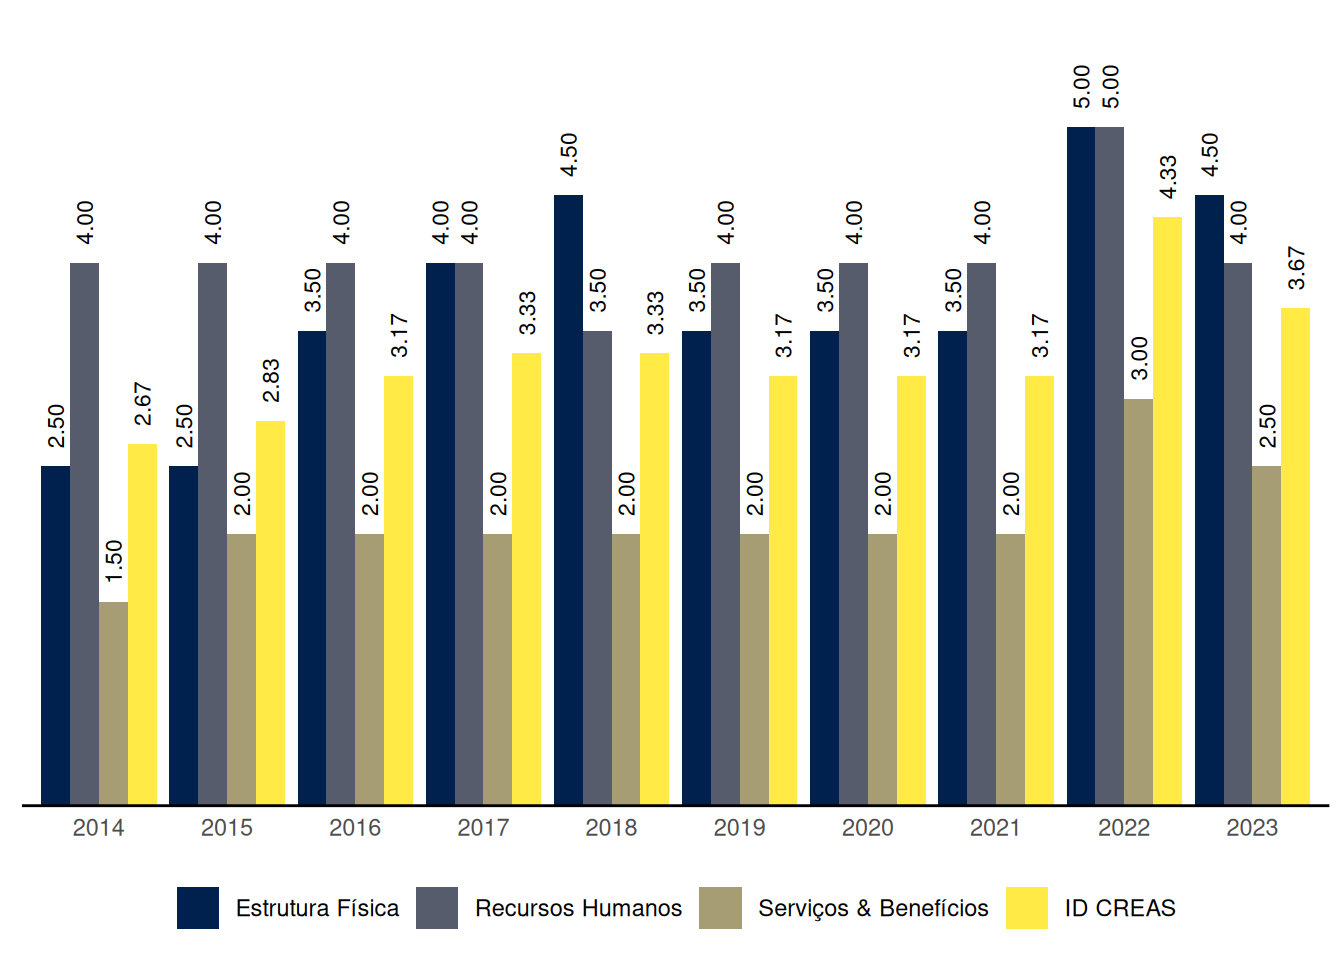 5.00 5.00
4.50 4.50 4.33
4.00 4.00 4.00 4.00 4.00 4.00 4.00 4.00 4.00
3.50 3.50 3.50 3.50 3.50 3.67
3.17 3.33 3.33 3.17 3.17 3.17
2.50 2.67 2.50 2.83 3.00 2.50
2.00 2.00 2.00 2.00 2.00 2.00 2.00
1.50
2014 2015 2016 2017 2018 2019 2020 2021 2022 2023
Estrutura Física Recursos Humanos Serviços & Benefícios ID CREAS